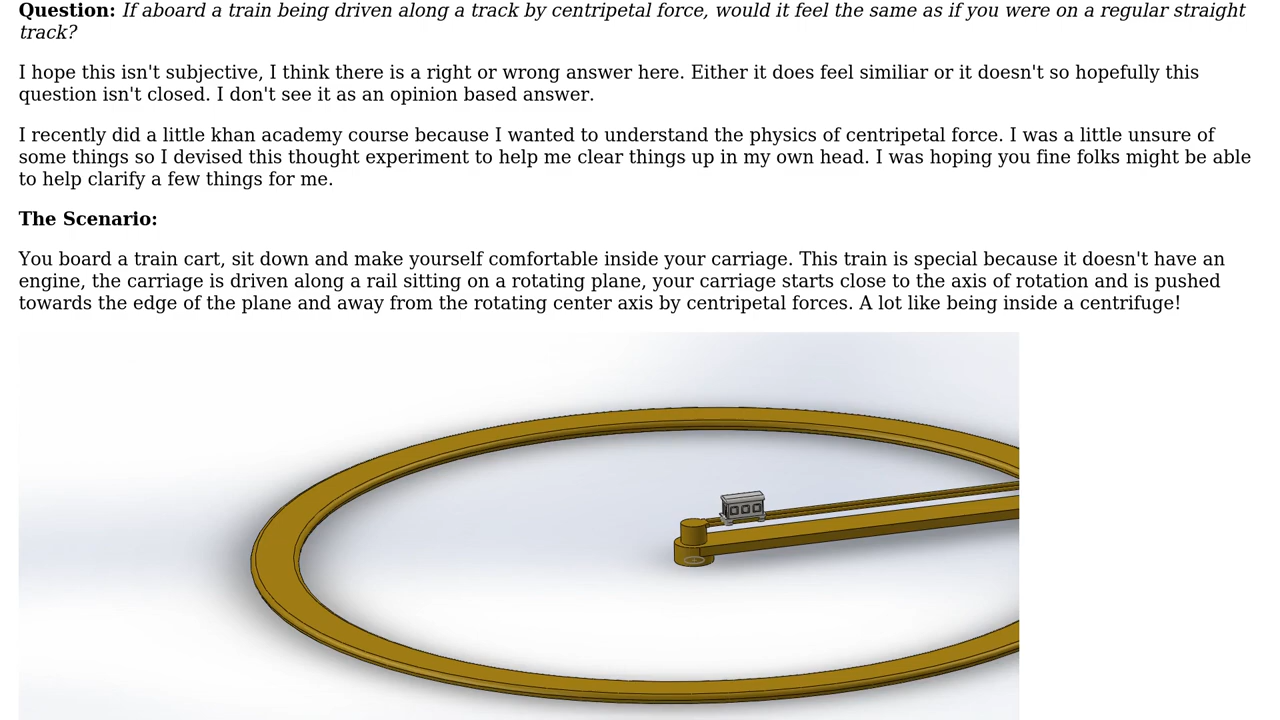 Question: If aboard a train being driven along a track by centripetal force, would it feel the same as if you were on a regular straight
track?
I hope this isn't subjective, I think there is a right or wrong answer here. Either it does feel similiar or it doesn't so hopefully this
question isn't closed. I don't see it as an opinion based answer.
I recently did a little khan academy course because I wanted to understand the physics of centripetal force. I was a little unsure of
some things so I devised this thought experiment to help me clear things up in my own head. I was hoping you fine folks might be able
to help clarify a few things for me.
The Scenario:
You board a train cart, sit down and make yourself comfortable inside your carriage. This train is special because it doesn't have an
engine, the carriage is driven along a rail sitting on a rotating plane, your carriage starts close to the axis of rotation and is pushed
towards the edge of the plane and away from the rotating center axis by centripetal forces. A lot like being inside a centrifuge!